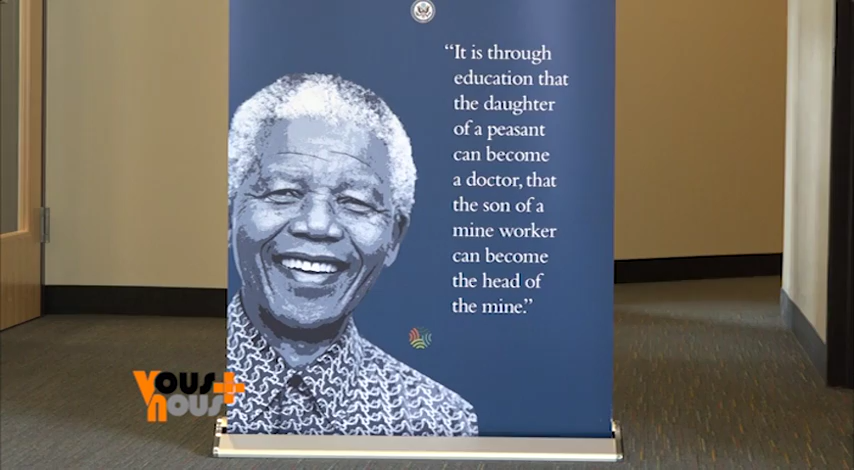 “It is through
education that
the daughter
of a peasant
can become
a doctor, that
the son of a
mine worker
can become
the head of
the mine.”
Vous+
nous